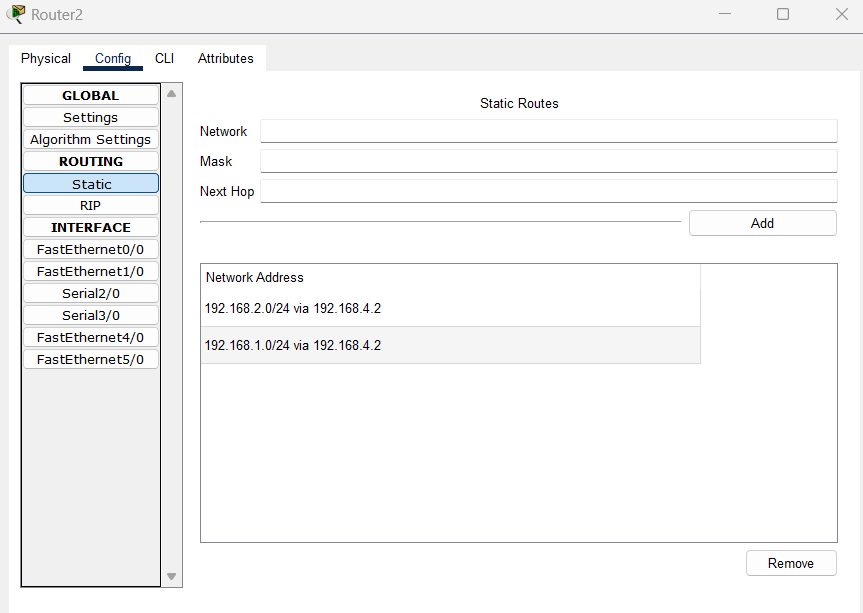 Router2
Physical Config CLI Attributes
GLOBAL
Settings
Algorithm Settings
ROUTING
Static
RIP
INTERFACE
FastEthernet0/0
FastEthernet1/0
Serial2/0
Serial3/0
FastEthernet4/0
FastEthernet5/0
Static Routes
Network
Mask
Next Hop
Add
Network Address
192.168.2.0/24 via 192.168.4.2
192.168.1.0/24 via 192.168.4.2
Remove